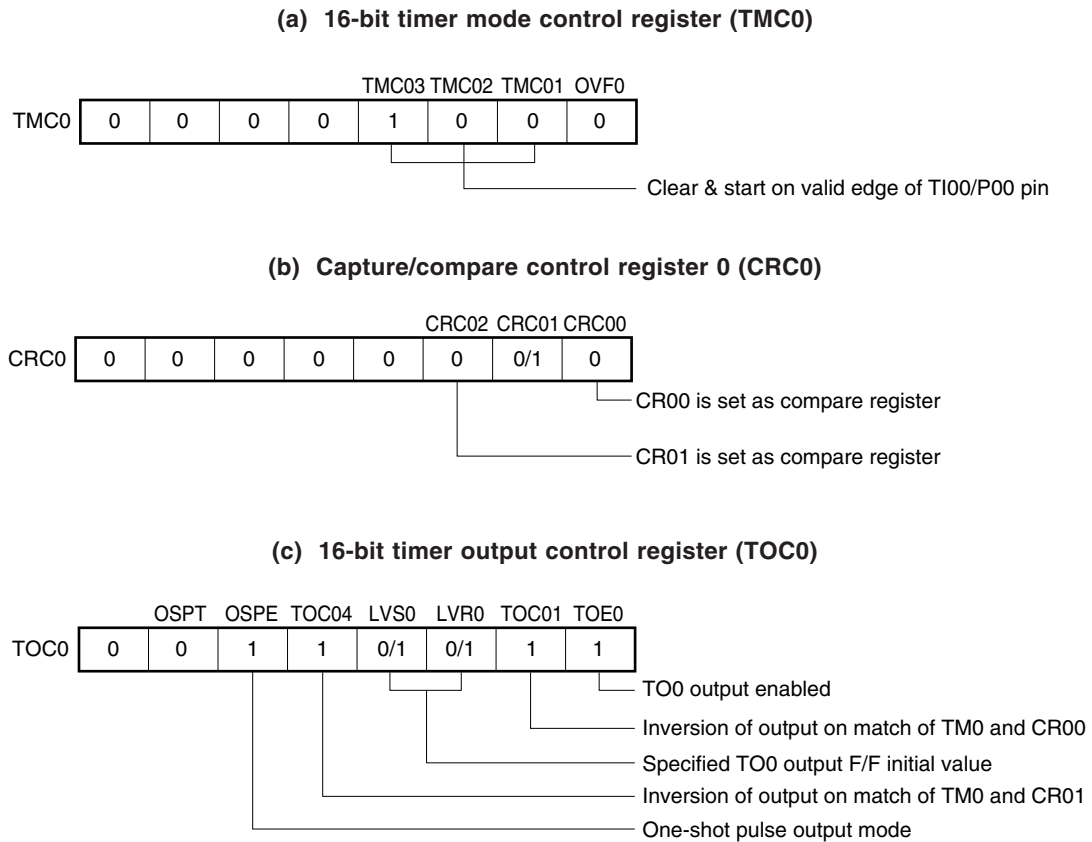 (a) 16-bit timer mode control register (TMC0)
TMC03 TMC02 TMC01 OVF0
TMC0 0 0 0 0 1 0 0 0
Clear & start on valid edge of TI00/P00 pin
(b) Capture/compare control register 0 (CRC0)
CRC02 CRC01 CRC00
CRC0 0 0 0 0 0 0 0/1 0
CR00 is set as compare register
CR01 is set as compare register
(c) 16-bit timer output control register (TOC0)
OSPT OSPE TOC04 LVS0 LVR0 TOC01 TOE0
TOC0 0 0 1 1 0/1 0/1 1 1
TO0 output enabled
Inversion of output on match of TM0 and CR00
Specified TO0 output F/F initial value
Inversion of output on match of TM0 and CR01
One-shot pulse output mode